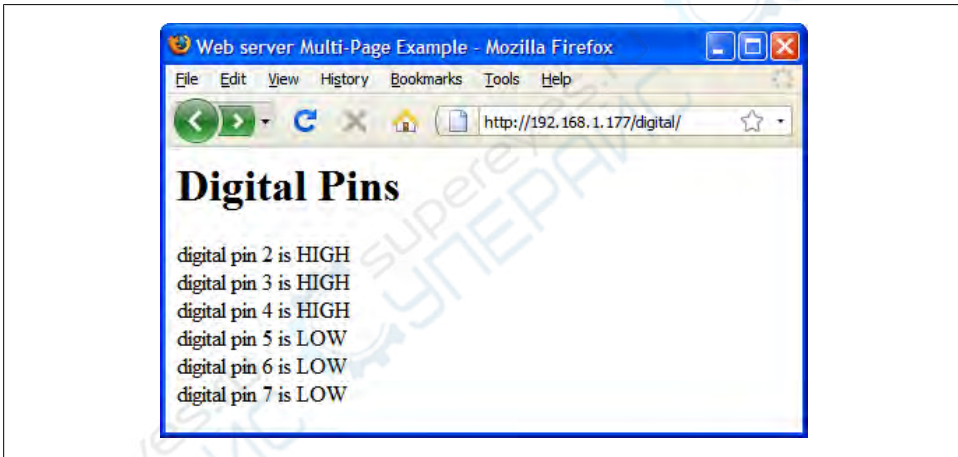 Web server Multi-Page Example - Mozilla Firefox
File Edit View History Bookmarks Tools Help
http://192.168.1.177/digital/
Digital Pins
digital pin 2 is HIGH
digital pin 3 is HIGH
digital pin 4 is HIGH
digital pin 5 is LOW
digital pin 6 is LOW
digital pin 7 is LOW
supereyes
СУПЕРАЙС